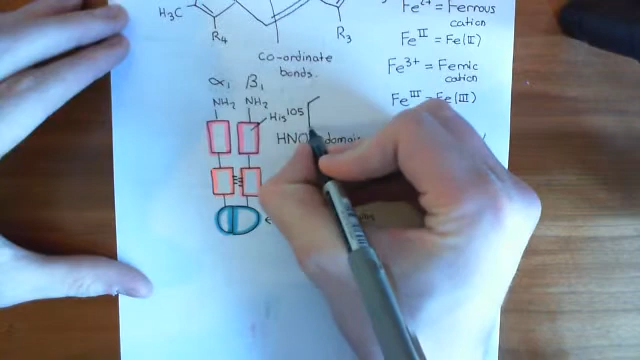 H₃C
R₄
R₃
Co-ordinate
bonds.
Fe²⁺ = Ferrous
cation
Feᴵᴵ = Fe(II)
Fe³⁺ = Ferric
cation
Feᴵᴵᴵ = Fe(III)
α₁ β₁
NH₂ NH₂
His¹⁰⁵
HNO domain